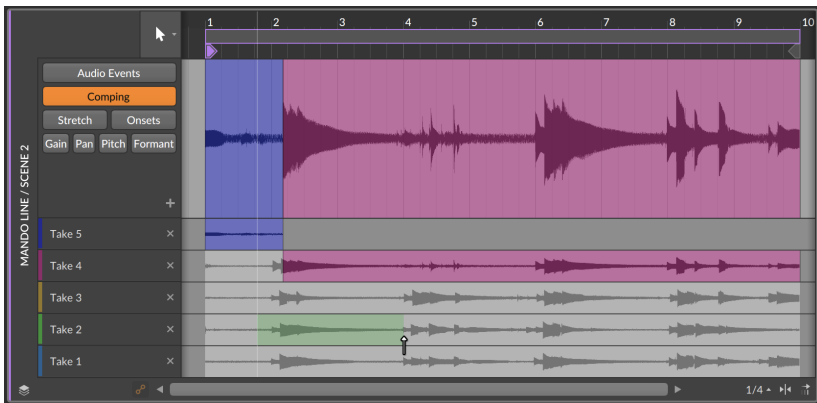 1 2 3 4 5 6 7 8 9 10
Audio Events
Comping
Stretch Onsets
Gain Pan Pitch Formant
+
MANDO LINE / SCENE 2
Take 5 ×
Take 4 ×
Take 3 ×
Take 2 ×
Take 1 ×
1/4